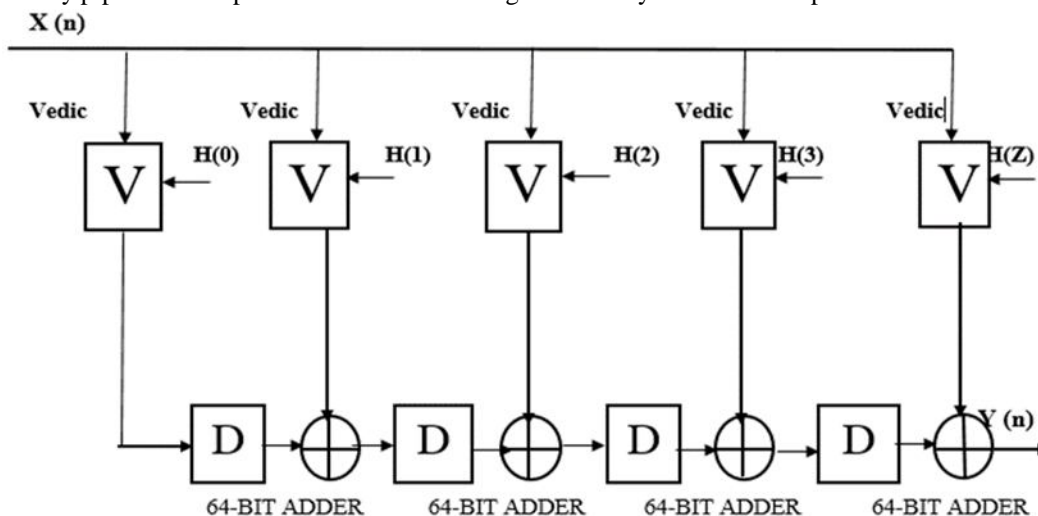 X (n)
Vedic Vedic Vedic Vedic Vedic
V H(0) V H(1) V H(2) V H(3) V H(Z)
D D D D Y (n)
64-BIT ADDER 64-BIT ADDER 64-BIT ADDER 64-BIT ADDER